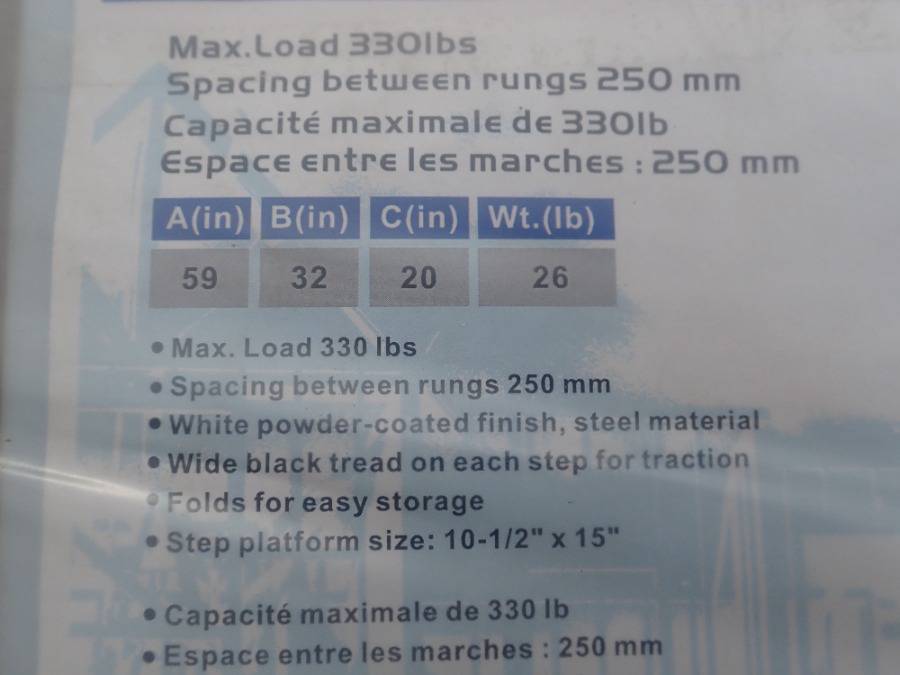 Max.Load 330lbs
Spacing between rungs 250 mm
Capacité maximale de 330lb
Espace entre les marches : 250 mm
A(in) B(in) C(in) Wt.(lb)
59 32 20 26
• Max. Load 330 lbs
• Spacing between rungs 250 mm
• White powder-coated finish, steel material
• Wide black tread on each step for traction
• Folds for easy storage
• Step platform size: 10-1/2" x 15"
• Capacité maximale de 330 lb
• Espace entre les marches : 250 mm